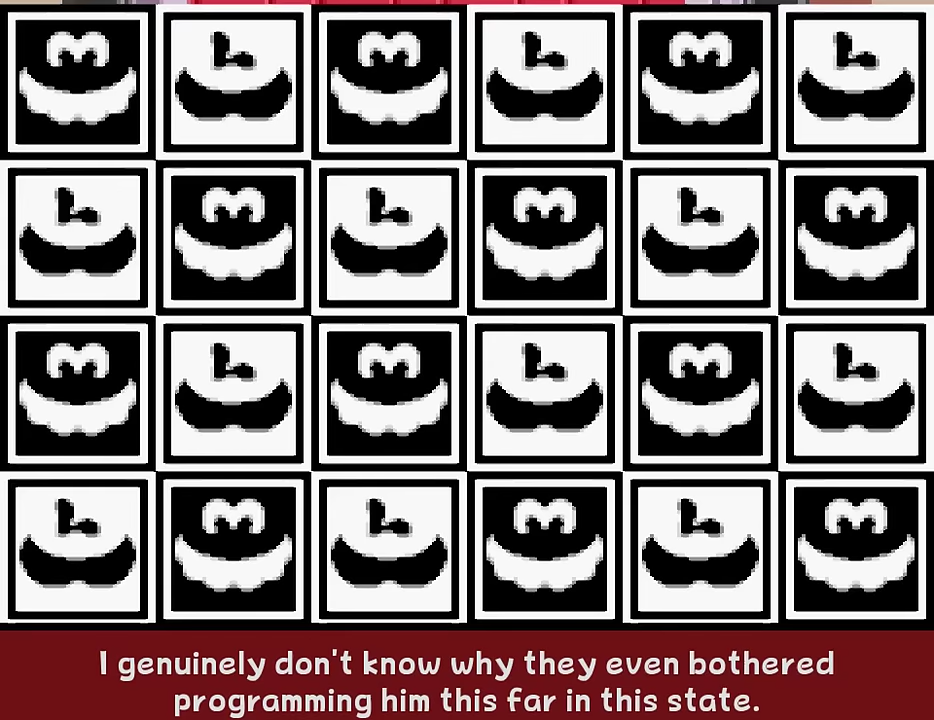 M L M L M L
L M L M L M
M L M L M L
L M L M L M
I genuinely don't know why they even bothered
programming him this far in this state.